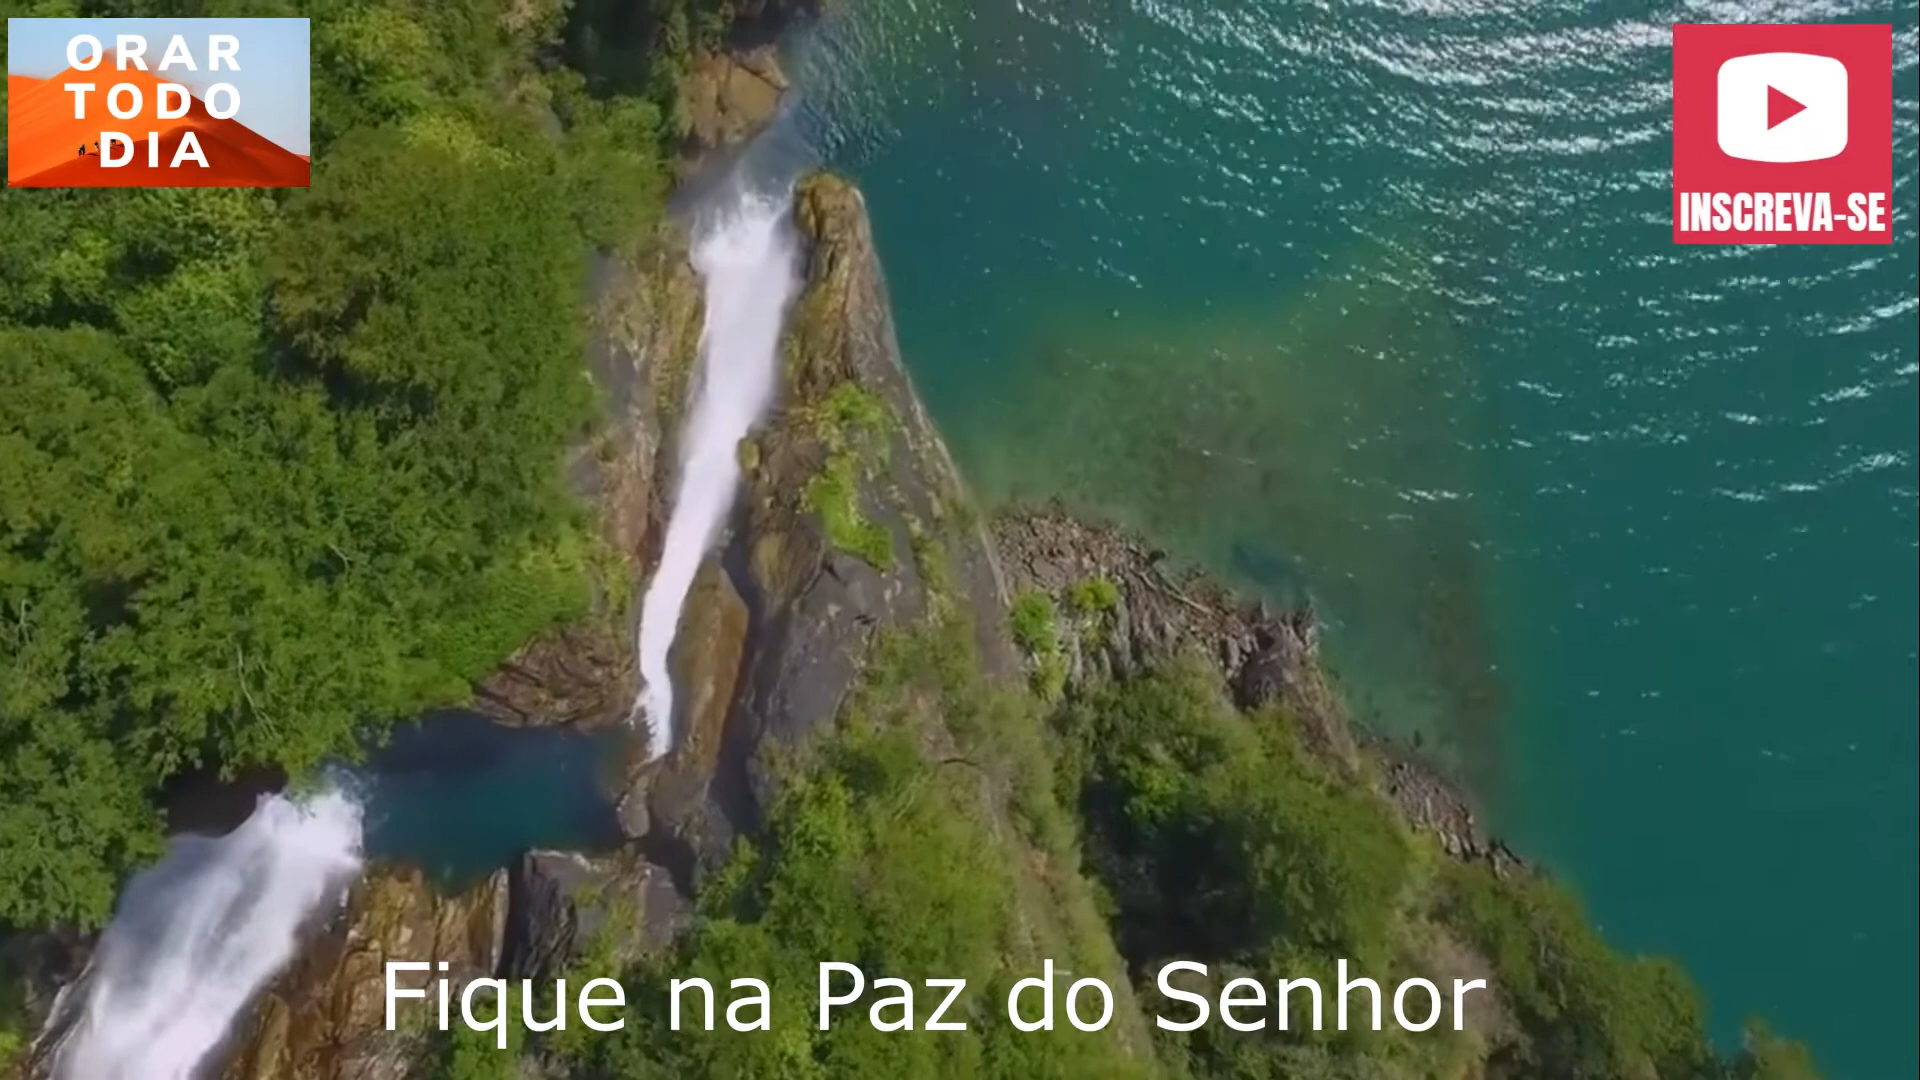 ORAR
TODO
DIA
INSCREVA-SE
Fique na Paz do Senhor